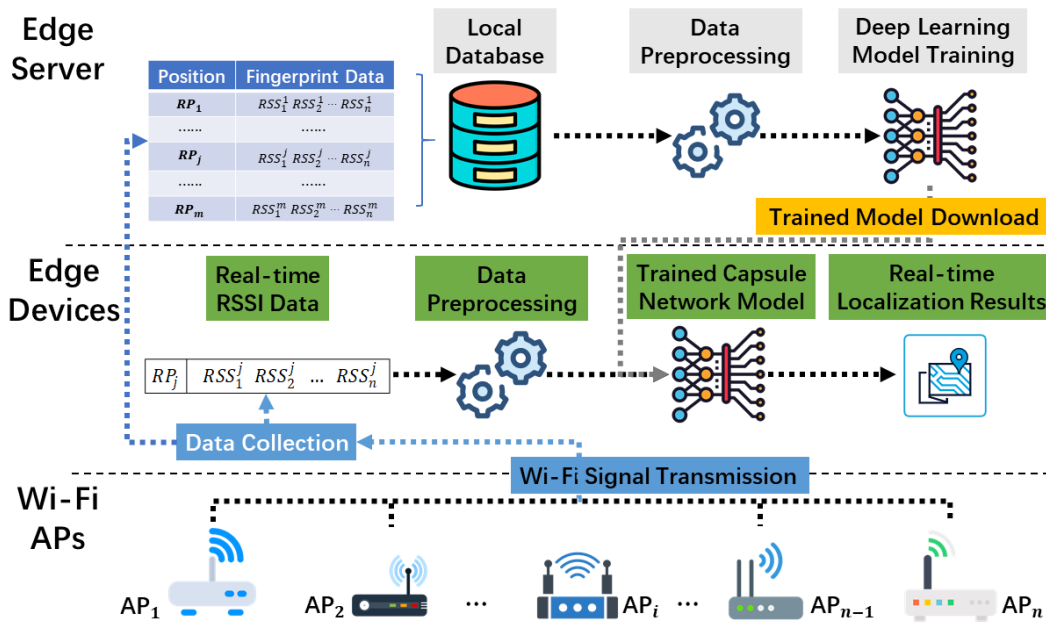 Edge
Server
Local
Database
Data
Preprocessing
Deep Learning
Model Training
Position Fingerprint Data
RP₁ RSS₁¹ RSS₂¹ ⋯ RSSₙ¹
...... ......
RPⱼ RSS₁ʲ RSS₂ʲ ⋯ RSSₙʲ
...... ......
RPₘ RSS₁ᵐ RSS₂ᵐ ⋯ RSSₙᵐ
Trained Model Download
Edge
Devices
Real-time
RSSI Data
Data
Preprocessing
Trained Capsule
Network Model
Real-time
Localization Results
RPⱼ RSS₁ʲ RSS₂ʲ ... RSSₙʲ
Data Collection
Wi-Fi Signal Transmission
Wi-Fi
APs
AP₁ AP₂ ... APᵢ ... APₙ₋₁ APₙ